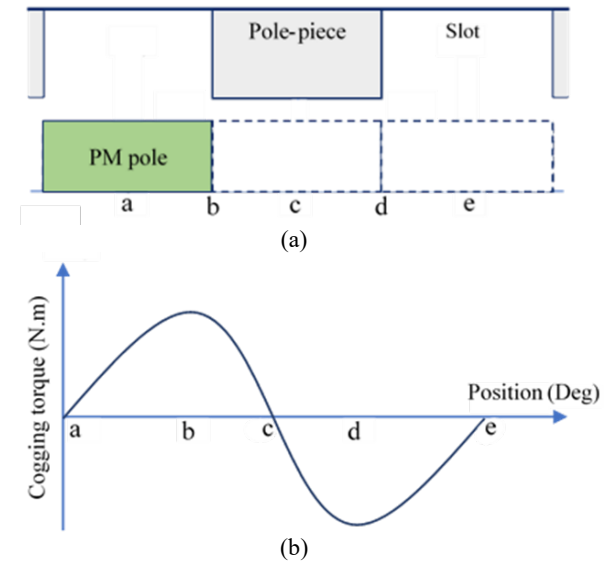 Pole-piece
Slot
PM pole
a
b
c
d
e
(a)
Cogging torque (N.m)
Position (Deg)
a
b
c
d
e
(b)